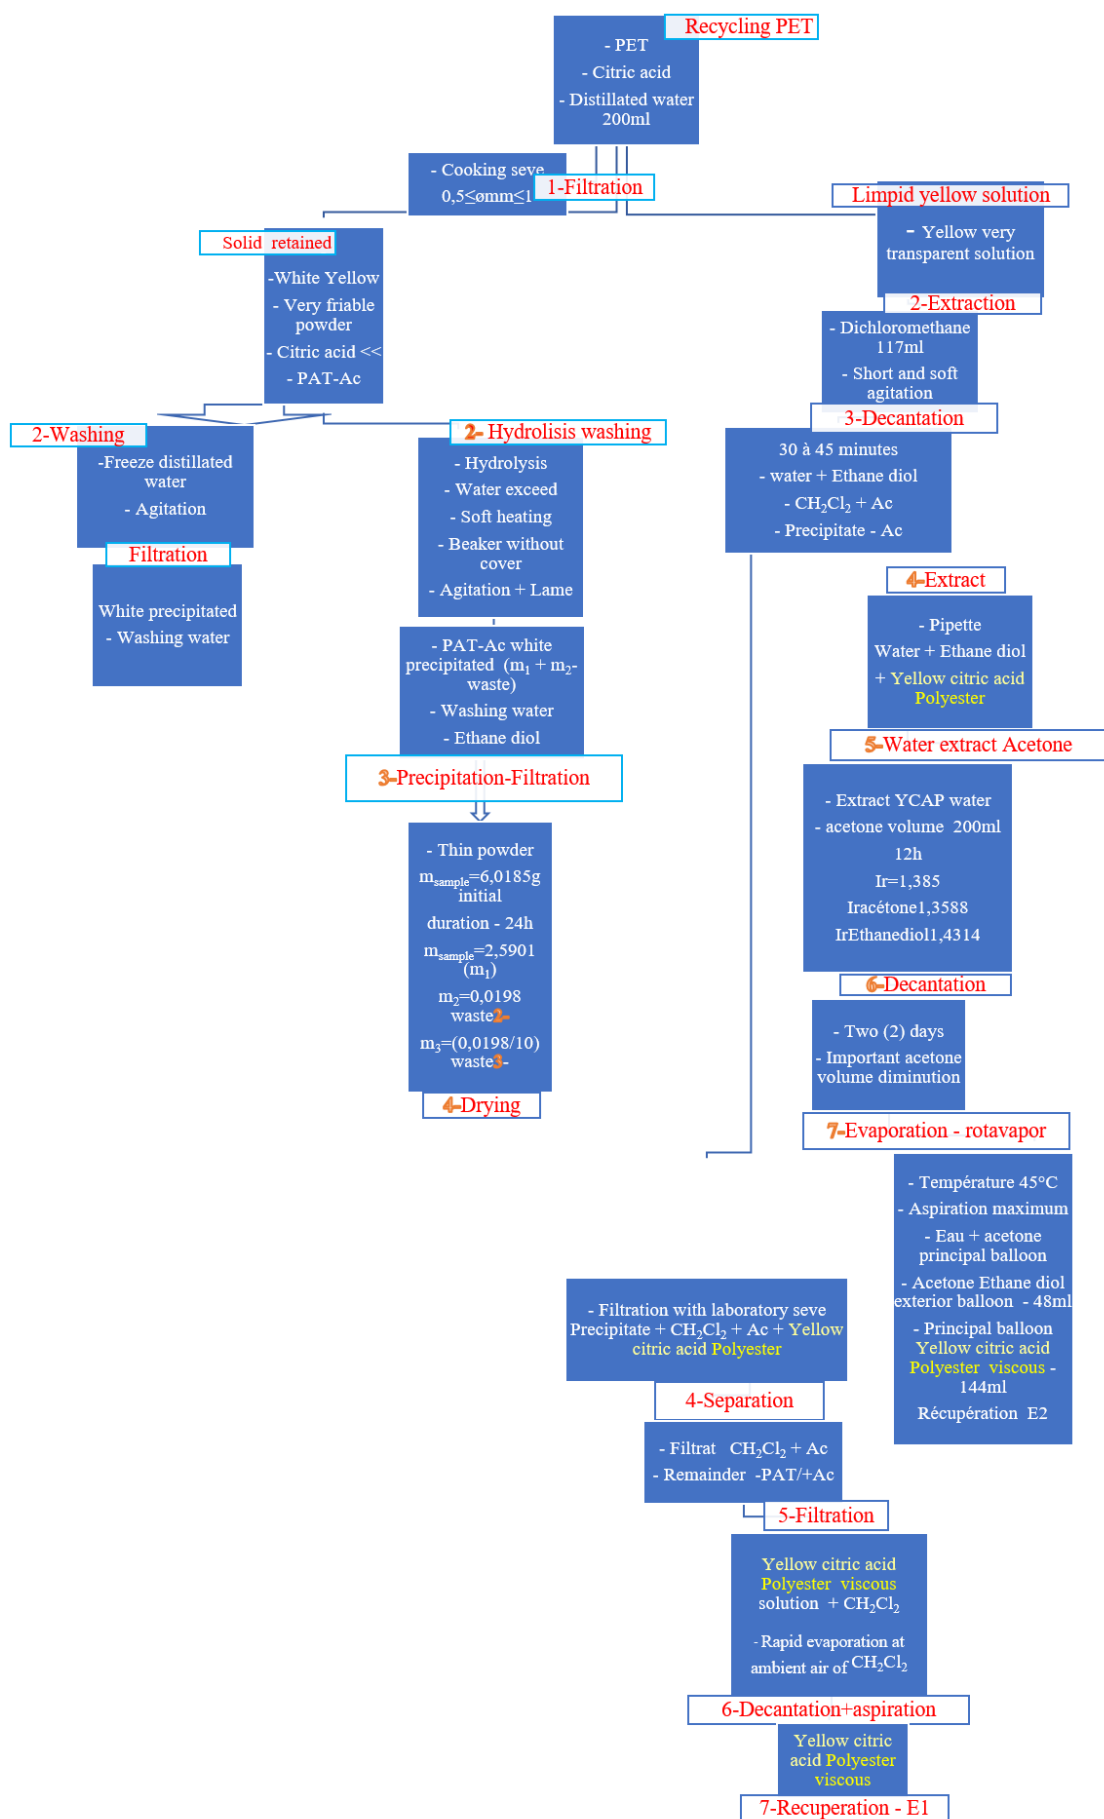 Recycling PET
- PET
- Citric acid
- Distillated water
200ml
- Cooking seve
0,5≤ømm≤1
1-Filtration
Solid retained
-White Yellow
- Very friable
powder
- Citric acid <<
- PAT-Ac
2-Washing
-Freeze distillated
water
- Agitation
Filtration
White precipitated
- Washing water
2- Hydrolisis washing
- Hydrolysis
- Water exceed
- Soft heating
- Beaker without
cover
- Agitation + Lame
- PAT-Ac white
precipitated (m₁ + m₂-
waste)
- Washing water
- Ethane diol
3-Precipitation-Filtration
- Thin powder
m_sample=6,0185g
initial
duration - 24h
m_sample=2,5901
(m₁)
m₂=0,0198
waste2-
m₃=(0,0198/10)
waste3-
4-Drying
Limpid yellow solution
- Yellow very
transparent solution
2-Extraction
- Dichloromethane
117ml
- Short and soft
agitation
3-Decantation
30 à 45 minutes
- water + Ethane diol
- CH₂Cl₂ + Ac
- Precipitate - Ac
4-Extract
- Pipette
Water + Ethane diol
+ Yellow citric acid
Polyester
5-Water extract Acetone
- Extract YCAP water
- acetone volume 200ml
12h
Ir=1,385
Iracétone1,3588
IrEthanediol1,4314
6-Decantation
- Two (2) days
- Important acetone
volume diminution
7-Evaporation - rotavapor
- Température 45°C
- Aspiration maximum
- Eau + acetone
principal balloon
- Acetone Ethane diol
exterior balloon - 48ml
- Principal balloon
Yellow citric acid
Polyester viscous -
144ml
Récupération E2
- Filtration with laboratory seve
Precipitate + CH₂Cl₂ + Ac + Yellow
citric acid Polyester
4-Separation
- Filtrat CH₂Cl₂ + Ac
- Remainder -PAT/+Ac
5-Filtration
Yellow citric acid
Polyester viscous
solution + CH₂Cl₂
- Rapid evaporation at
ambient air of CH₂Cl₂
6-Decantation+aspiration
Yellow citric
acid Polyester
viscous
7-Recuperation - E1